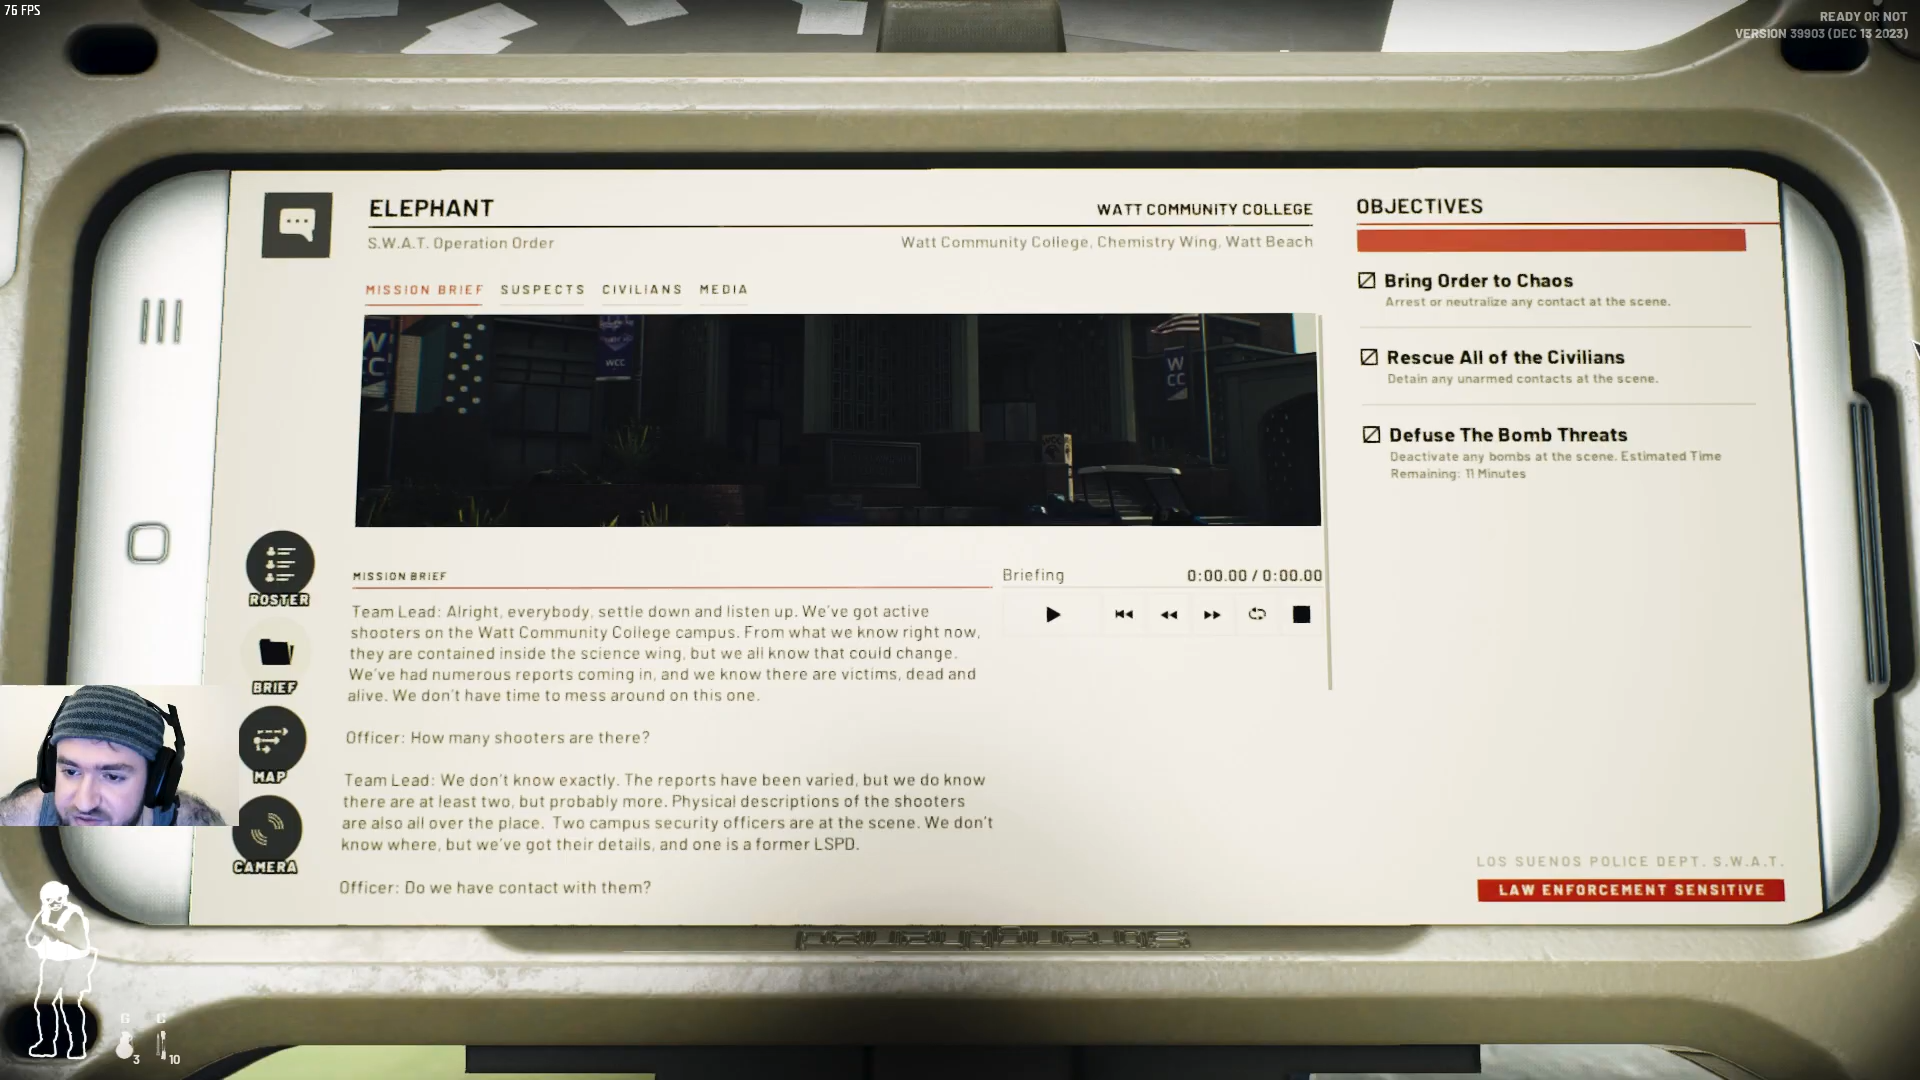 76 FPS
READY OR NOT
VERSION 39903 (DEC 13 2023)
ELEPHANT
WATT COMMUNITY COLLEGE
S.W.A.T. Operation Order
Watt Community College, Chemistry Wing, Watt Beach
MISSION BRIEF SUSPECTS CIVILIANS MEDIA
WCC
WCC
WCC
OBJECTIVES
Bring Order to Chaos
Arrest or neutralize any contact at the scene.
Rescue All of the Civilians
Detain any unarmed contacts at the scene.
Defuse The Bomb Threats
Deactivate any bombs at the scene. Estimated Time
Remaining: 11 Minutes
MISSION BRIEF
Briefing 0:00.00 / 0:00.00
Team Lead: Alright, everybody, settle down and listen up. We've got active
shooters on the Watt Community College campus. From what we know right now,
they are contained inside the science wing, but we all know that could change.
We've had numerous reports coming in, and we know there are victims, dead and
alive. We don't have time to mess around on this one.
Officer: How many shooters are there?
Team Lead: We don't know exactly. The reports have been varied, but we do know
there are at least two, but probably more. Physical descriptions of the shooters
are also all over the place. Two campus security officers are at the scene. We don't
know where, but we've got their details, and one is a former LSPD.
Officer: Do we have contact with them?
ROSTER
BRIEF
MAP
CAMERA
LOS SUENOS POLICE DEPT. S.W.A.T.
LAW ENFORCEMENT SENSITIVE
G G
3 10